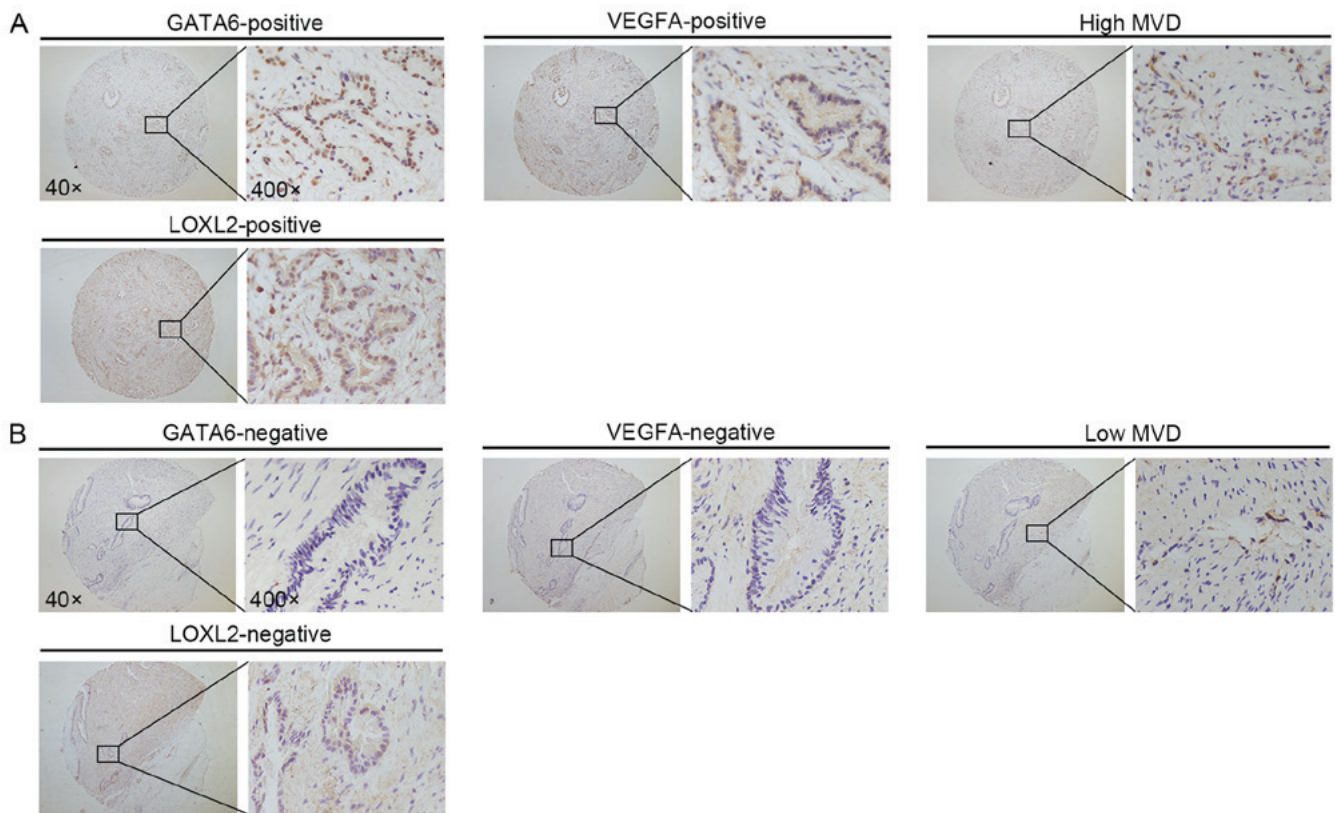 A
GATA6-positive
VEGFA-positive
High MVD
40×
400×
LOXL2-positive
B
GATA6-negative
VEGFA-negative
Low MVD
40×
400×
LOXL2-negative